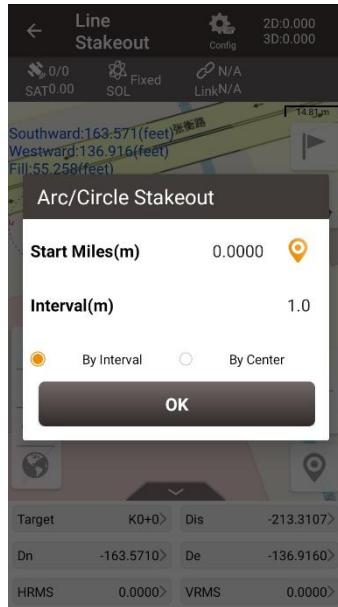 Line Stakeout
Config
2D:0.000
3D:0.000
0/0
SAT0.00
Fixed
SOL
N/A
LinkN/A
14.81m
张衡路
Southward:163.571(feet)
Westward:136.916(feet)
Fill:55.258(feet)
Arc/Circle Stakeout
Start Miles(m) 0.0000
Interval(m) 1.0
By Interval By Center
OK
Target K0+0> Dis -213.3107>
Dn -163.5710> De -136.9160>
HRMS 0.0000> VRMS 0.0000>